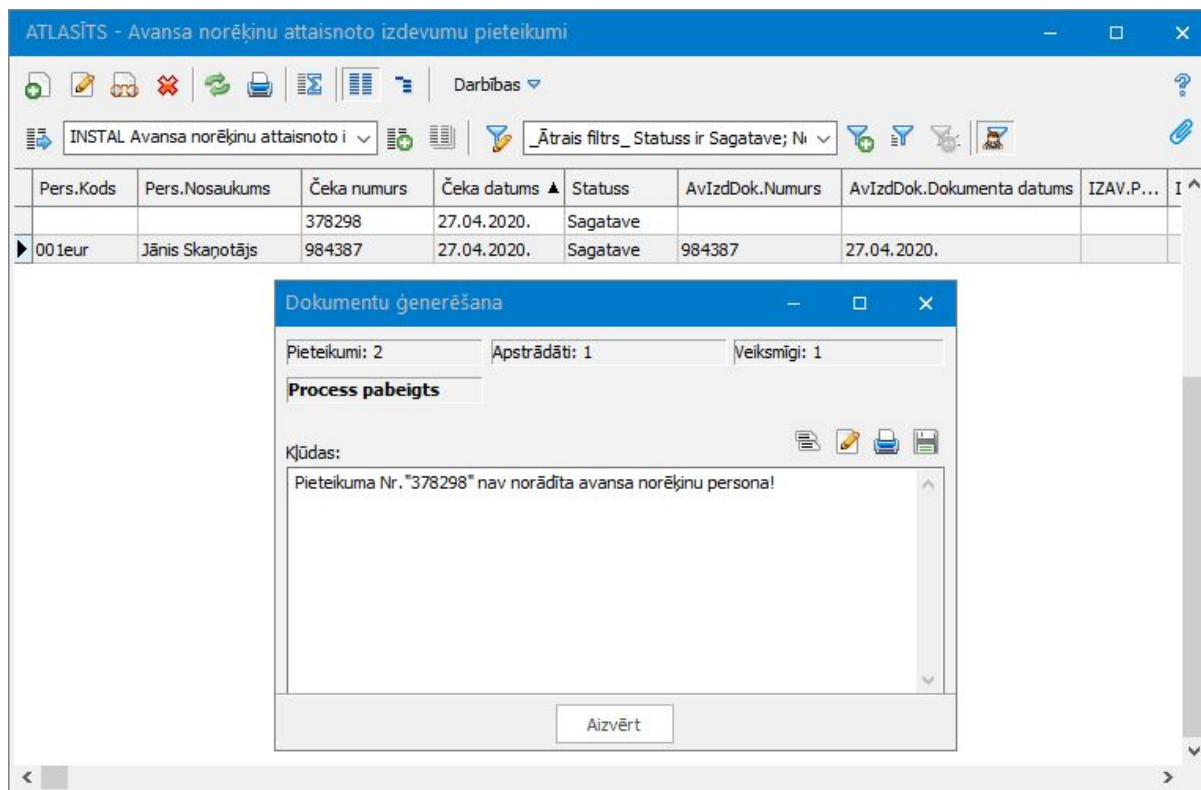 ATLASĪTS - Avansa norēķinu attaisnoto izdevumu pieteikumi
Darbības
INSTAL Avansa norēķinu attaisnoto i
_Ātrais filtrs_ Statuss ir Sagatave; N
Pers.Kods Pers.Nosaukums Čeka numurs Čeka datums Statuss AvIzdDok.Numurs AvIzdDok.Dokumenta datums IZAV.P... I
378298 27.04.2020. Sagatave
001eur Jānis Skaņotājs 984387 27.04.2020. Sagatave 984387 27.04.2020.
Dokumentu ģenerēšana
Pieteikumi: 2 Apstrādāti: 1 Veiksmīgi: 1
Process pabeigts
Kļūdas:
Pieteikuma Nr."378298" nav norādīta avansa norēķinu persona!
Aizvērt